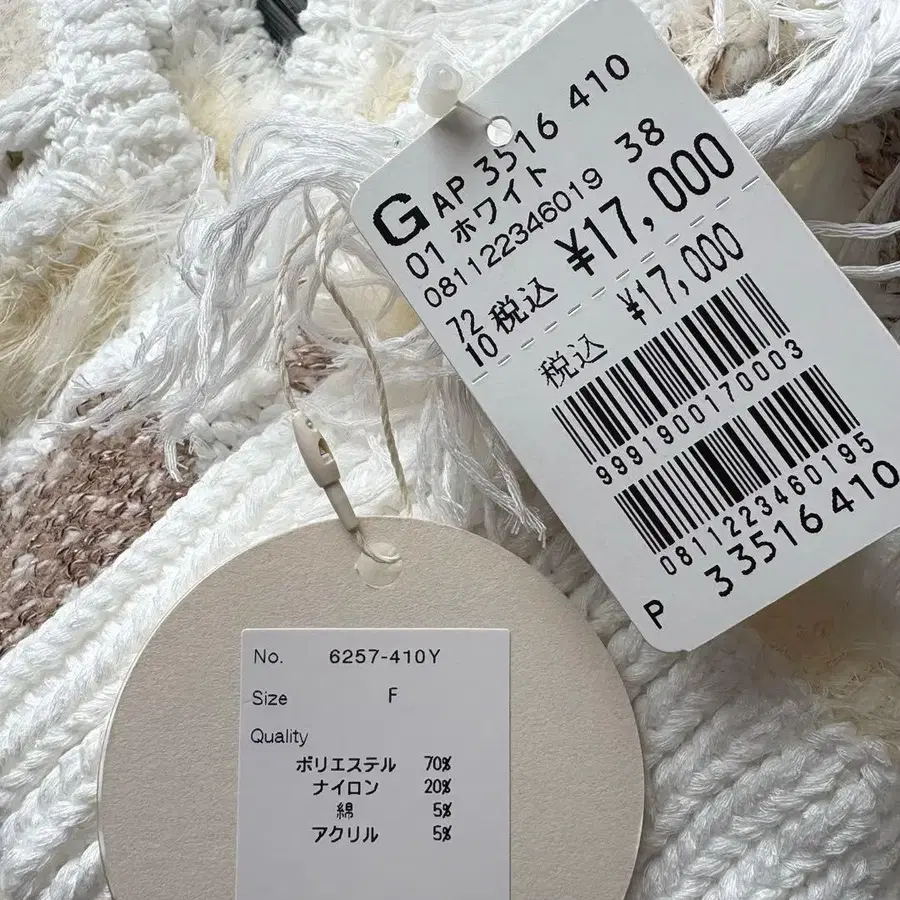 G AP 3516 410
01 ホワイト 38
081122346019
72 税込 ¥17,000
10
税込 ¥17,000
9991900170003
0811223460195
P 33516410
No. 6257-410Y
Size F
Quality
ポリエステル 70%
ナイロン 20%
綿 5%
アクリル 5%